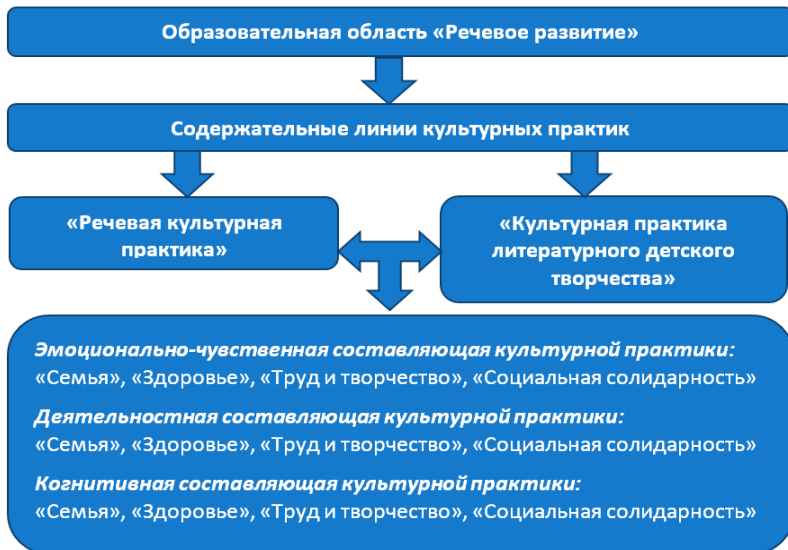 Образовательная область «Речевое развитие»
Содержательные линии культурных практик
«Речевая культурная
практика»
«Культурная практика
литературного детского
творчества»
Эмоционально-чувственная составляющая культурной практики:
«Семья», «Здоровье», «Труд и творчество», «Социальная солидарность»
Деятельностная составляющая культурной практики:
«Семья», «Здоровье», «Труд и творчество», «Социальная солидарность»
Когнитивная составляющая культурной практики:
«Семья», «Здоровье», «Труд и творчество», «Социальная солидарность»